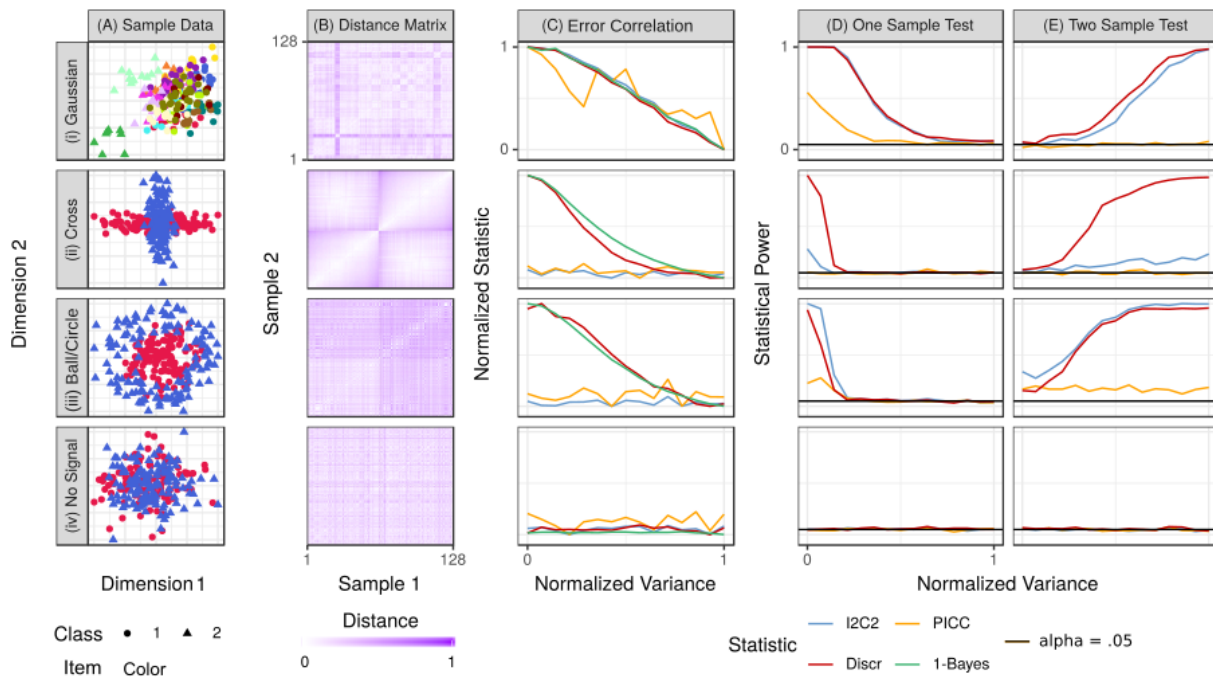 (A) Sample Data
(B) Distance Matrix
(C) Error Correlation
(D) One Sample Test
(E) Two Sample Test
(i) Gaussian
(ii) Cross
(iii) Ball/Circle
(iv) No Signal
Dimension 2
Dimension 1
128
1
Sample 2
1
128
Sample 1
1
0
Normalized Statistic
0
1
Normalized Variance
Statistical Power
0
1
Normalized Variance
Class 1 2
Item Color
Distance
0 1
Statistic
I2C2
PICC
alpha = .05
Discr
1-Bayes